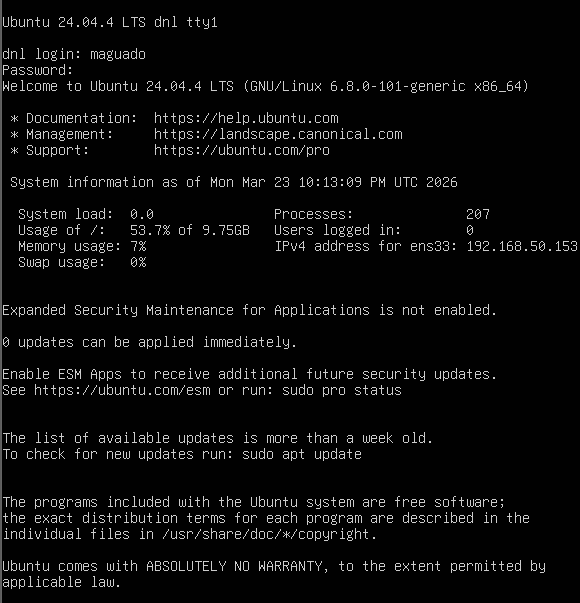 Ubuntu 24.04.4 LTS dnl tty1
dnl login: maguado
Password:
Welcome to Ubuntu 24.04.4 LTS (GNU/Linux 6.8.0-101-generic x86_64)
* Documentation:  https://help.ubuntu.com
* Management:     https://landscape.canonical.com
* Support:        https://ubuntu.com/pro
System information as of Mon Mar 23 10:13:09 PM UTC 2026
System load:  0.0               Processes:              207
Usage of /:   53.7% of 9.75GB   Users logged in:        0
Memory usage: 7%                IPv4 address for ens33: 192.168.50.153
Swap usage:   0%
Expanded Security Maintenance for Applications is not enabled.
0 updates can be applied immediately.
Enable ESM Apps to receive additional future security updates.
See https://ubuntu.com/esm or run: sudo pro status
The list of available updates is more than a week old.
To check for new updates run: sudo apt update
The programs included with the Ubuntu system are free software;
the exact distribution terms for each program are described in the
individual files in /usr/share/doc/*/copyright.
Ubuntu comes with ABSOLUTELY NO WARRANTY, to the extent permitted by
applicable law.